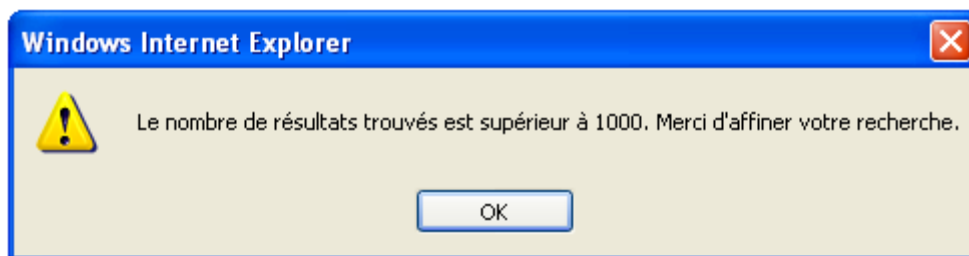 Windows Internet Explorer
Le nombre de résultats trouvés est supérieur à 1000. Merci d'affiner votre recherche.
OK